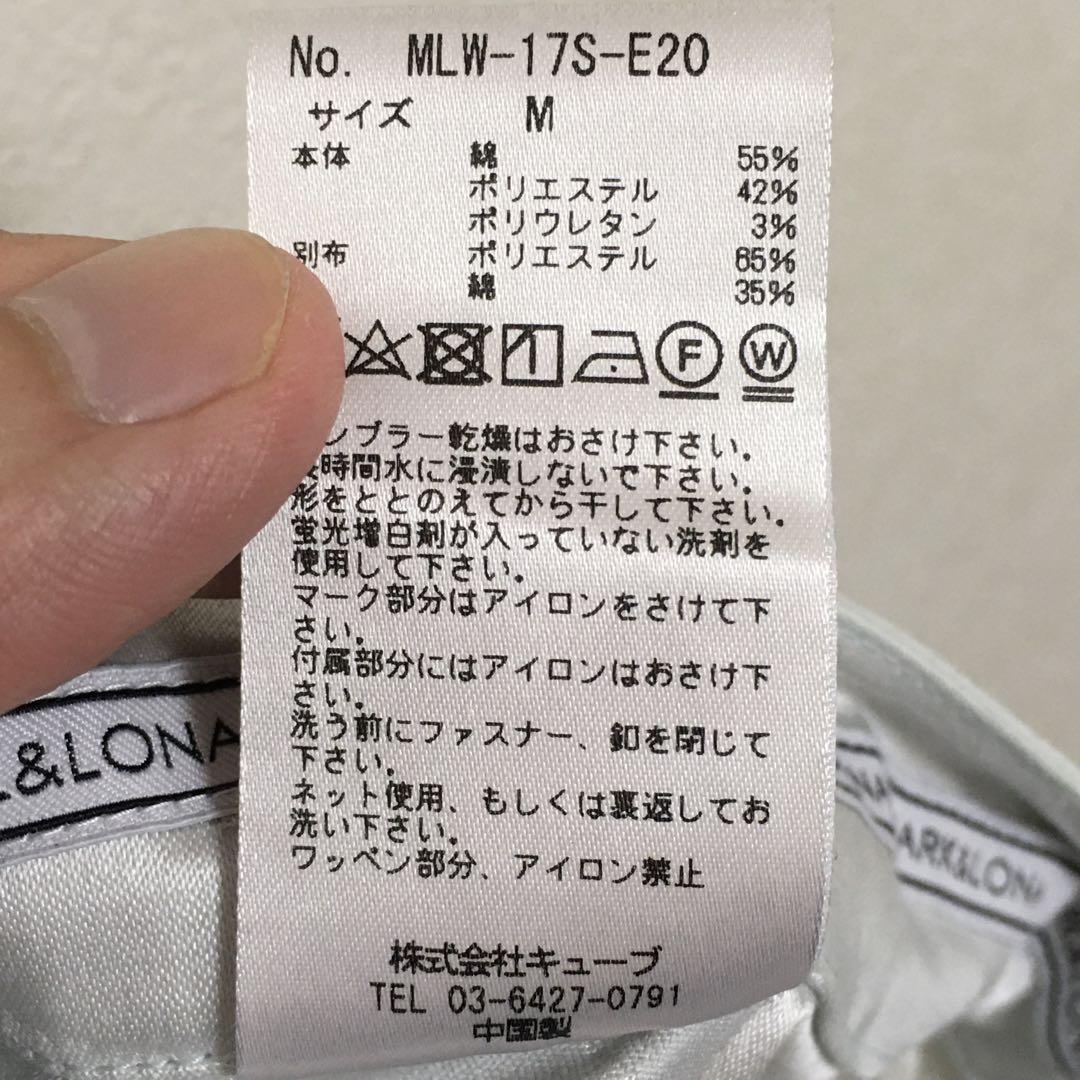 No. MLW-17S-E20
サイズ M
本体 綿 55%
ポリエステル 42%
ポリウレタン 3%
別布 ポリエステル 65%
綿 35%
1 F W
ンブラー乾燥はおさけ下さい。
時間水に浸漬しないで下さい。
形をととのえてから干して下さい。
蛍光増白剤が入っていない洗剤を
使用して下さい。
マーク部分はアイロンをさけて下
さい。
付属部分にはアイロンはおさけ下
さい。
洗う前にファスナー、釦を閉じて
下さい。
ネット使用、もしくは裏返してお
洗い下さい。
ワッペン部分、アイロン禁止
株式会社キューブ
TEL 03-6427-0791
中国製
&LONA
ARK&LONA